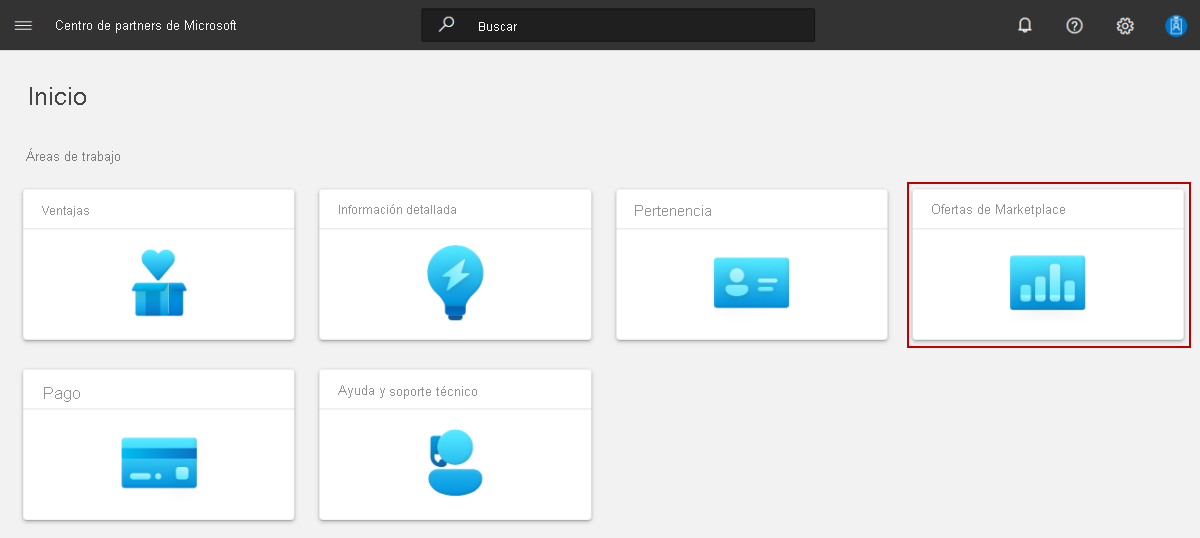 Centro de partners de Microsoft
Buscar
Inicio
Áreas de trabajo
Ventajas
Información detallada
Pertenencia
Ofertas de Marketplace
Pago
Ayuda y soporte técnico